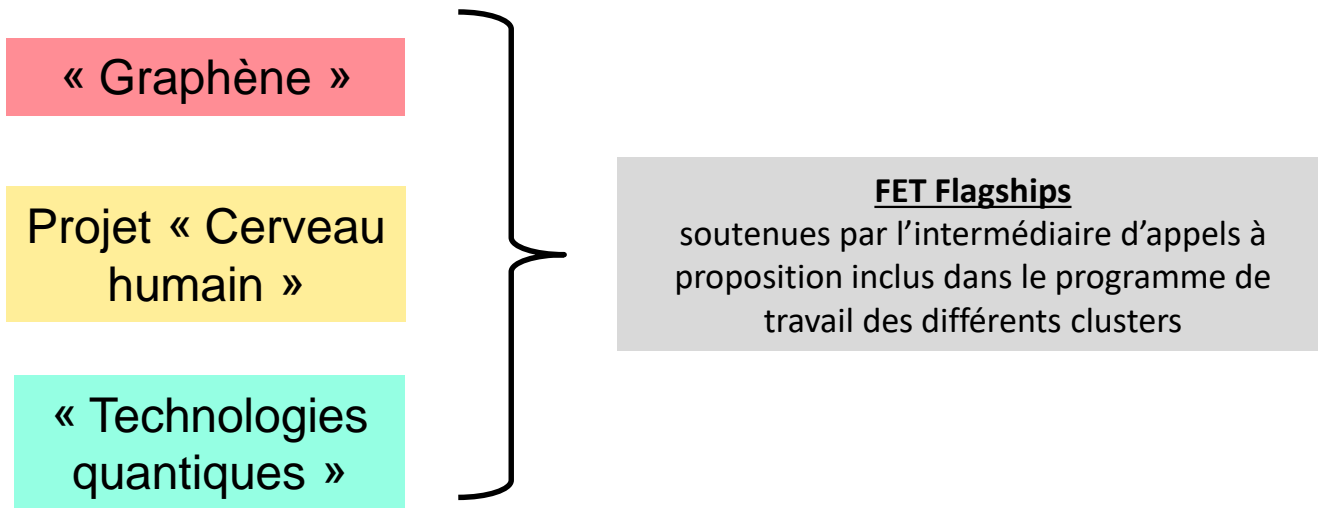 « Graphène »
Projet « Cerveau
humain »
« Technologies
quantiques »
FET Flagships
soutenues par l’intermédiaire d’appels à
proposition inclus dans le programme de
travail des différents clusters